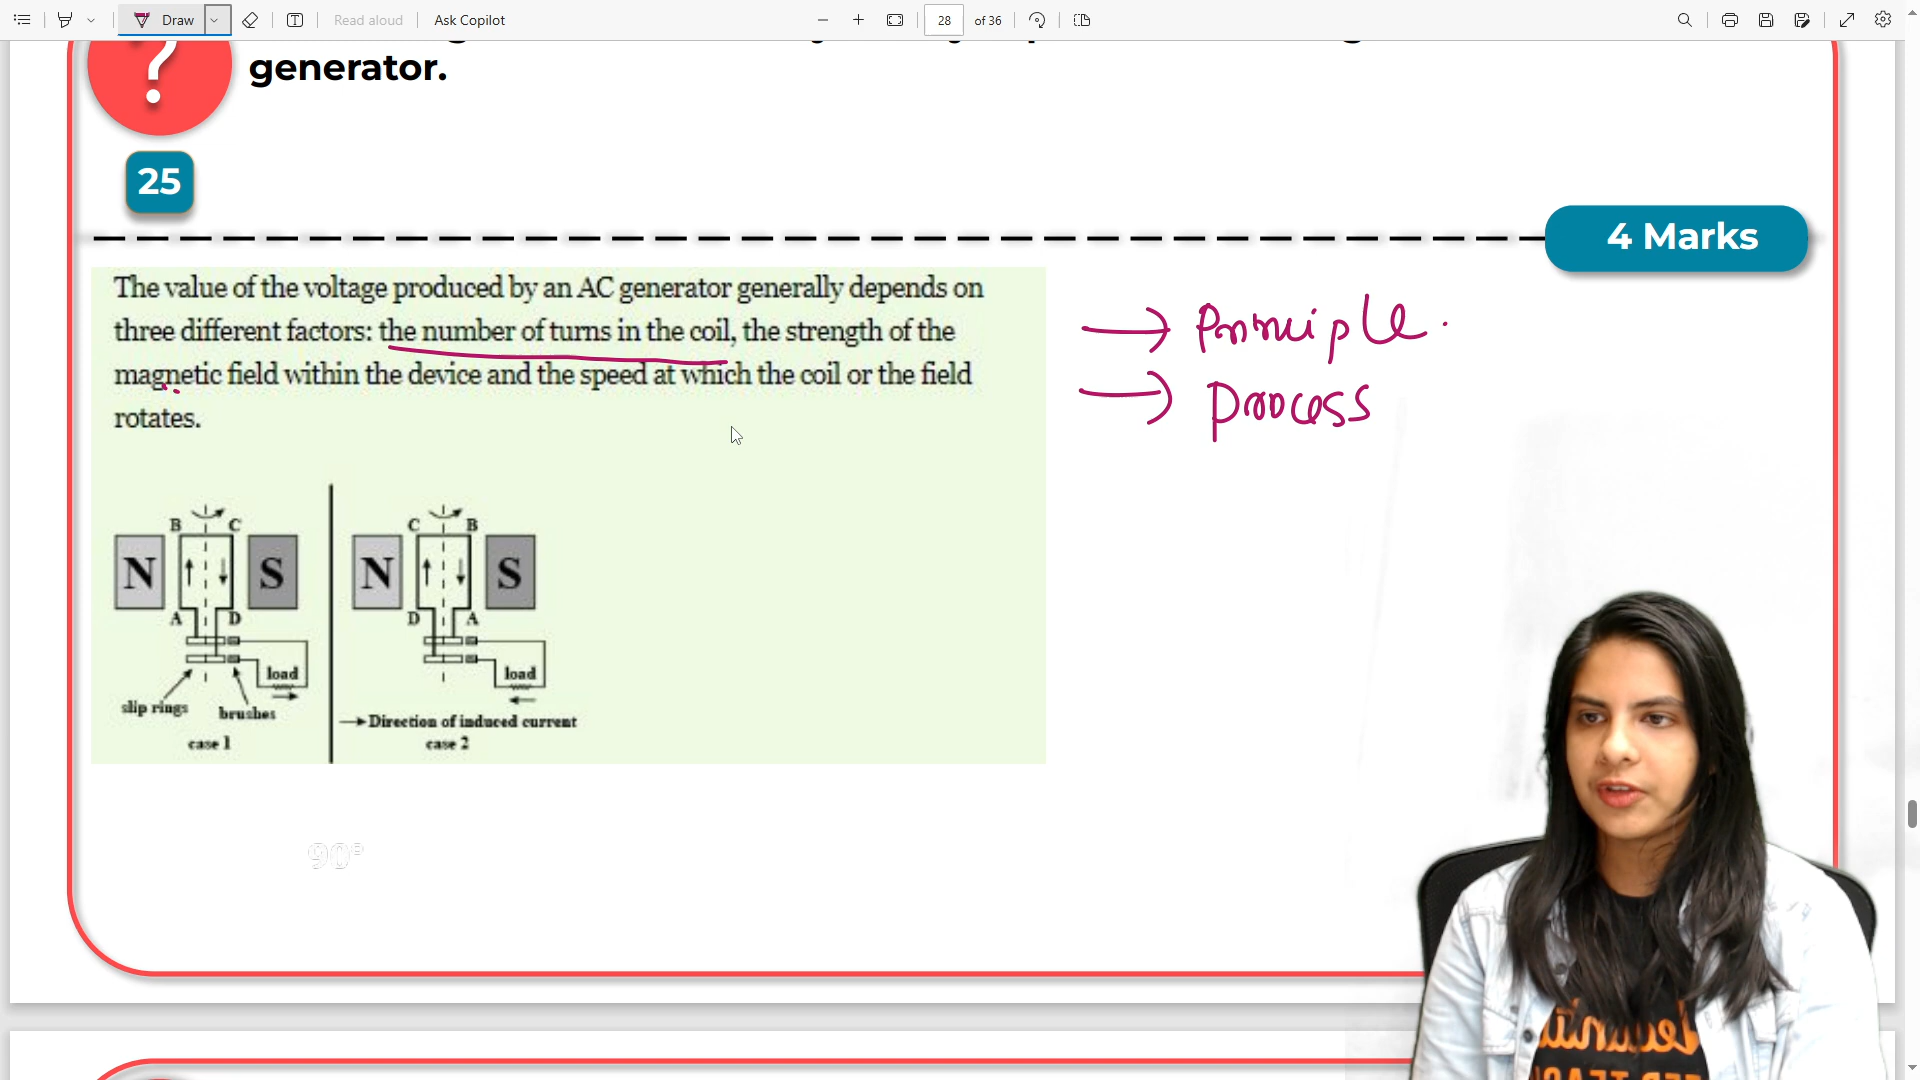 Draw
Read aloud
Ask Copilot
28
of 36
generator.
?
25
4 Marks
The value of the voltage produced by an AC generator generally depends on
three different factors: the number of turns in the coil, the strength of the
magnetic field within the device and the speed at which the coil or the field
rotates.
→ Principle.
→ Process
B C
N S
A D
load
slip rings
brushes
case 1
C B
N S
D A
load
→Direction of induced current
case 2
90°